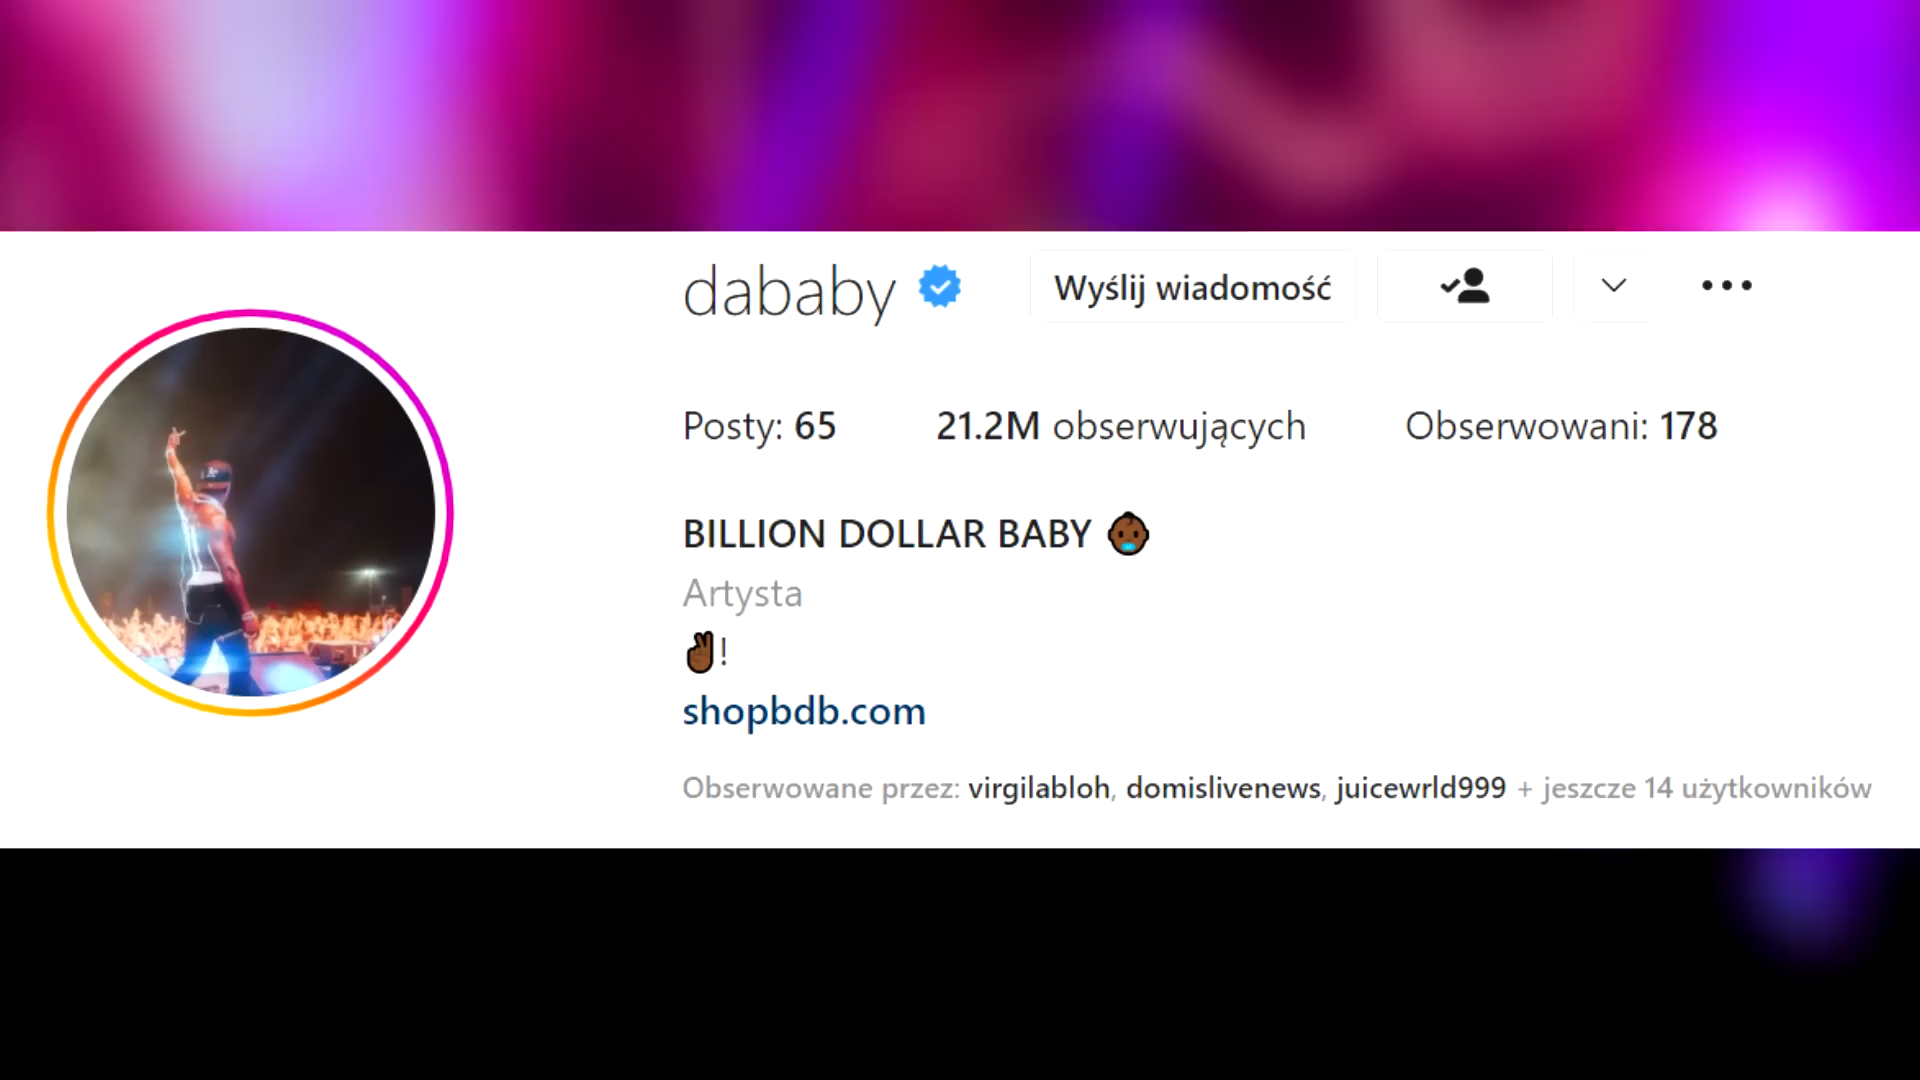 dababy Wyślij wiadomość
Posty: 65 21.2M obserwujących Obserwowani: 178
BILLION DOLLAR BABY 👶🏾
Artysta
✌🏾!
shopbdb.com
Obserwowane przez: virgilabloh, domislivenews, juicewrld999 + jeszcze 14 użytkowników